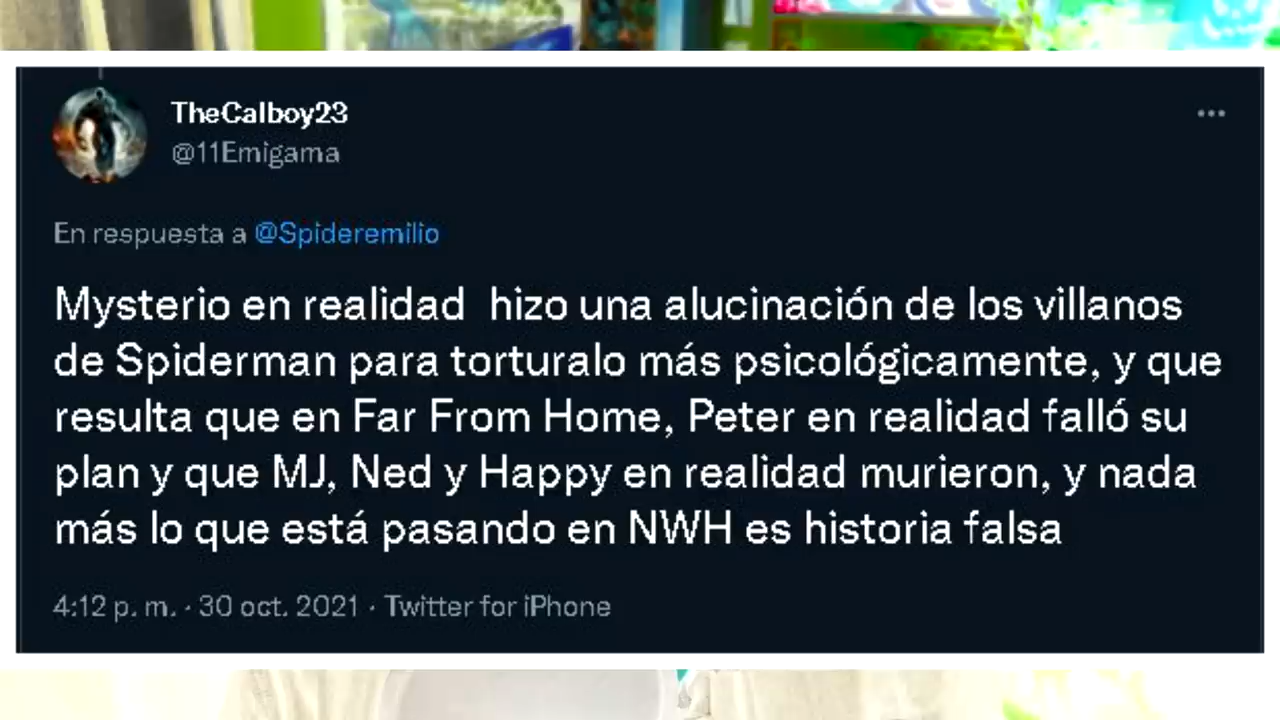 TheCalboy23
@11Emigama
En respuesta a @Spideremilio
Mysterio en realidad hizo una alucinación de los villanos
de Spiderman para torturalo más psicológicamente, y que
resulta que en Far From Home, Peter en realidad falló su
plan y que MJ, Ned y Happy en realidad murieron, y nada
más lo que está pasando en NWH es historia falsa
4:12 p. m. · 30 oct. 2021 · Twitter for iPhone